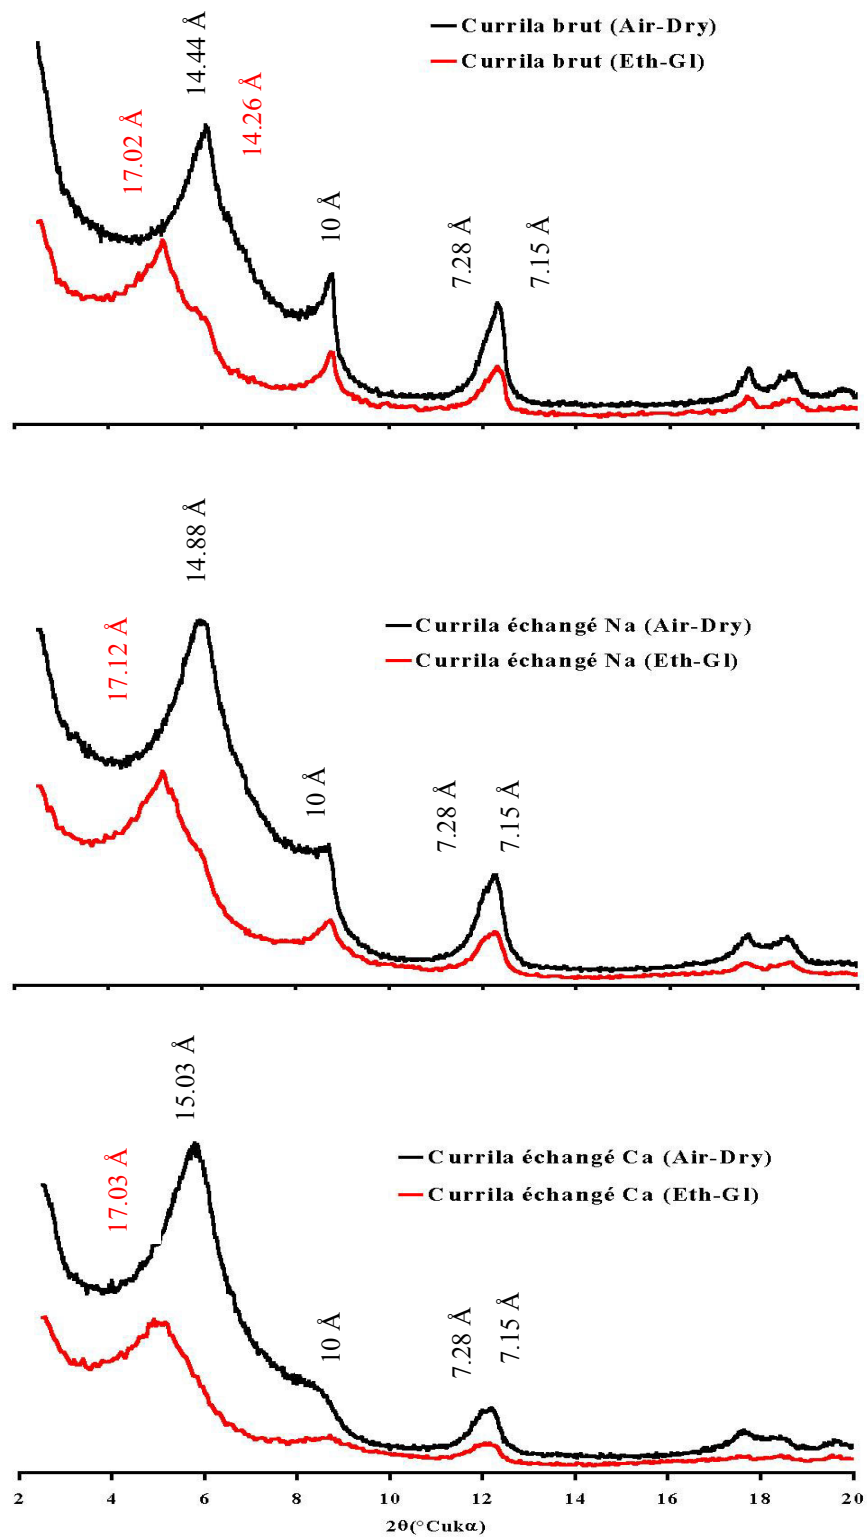 Currila brut (Air-Dry)
Currila brut (Eth-Gl)
14.44 Å
14.26 Å
17.02 Å
10 Å
7.28 Å
7.15 Å
14.88 Å
Currila échangé Na (Air-Dry)
Currila échangé Na (Eth-Gl)
17.12 Å
10 Å
7.28 Å
7.15 Å
15.03 Å
Currila échangé Ca (Air-Dry)
Currila échangé Ca (Eth-Gl)
17.03 Å
10 Å
7.28 Å
7.15 Å
2 4 6 8 10 12 14 16 18 20
2θ(°Cukα)